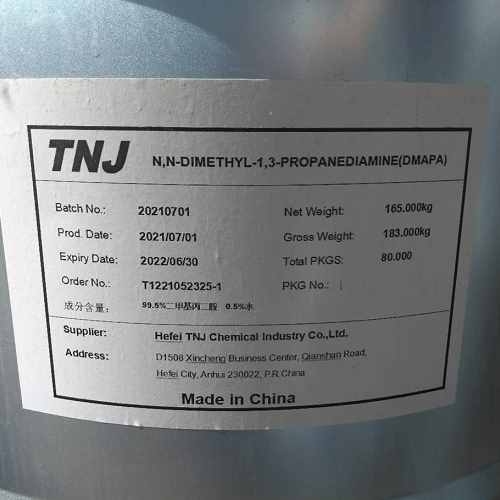 TNJ N,N-DIMETHYL-1,3-PROPANEDIAMINE(DMAPA)
Batch No.: 20210701 Net Weight: 165.000kg
Prod. Date: 2021/07/01 Gross Weight: 183.000kg
Expiry Date: 2022/06/30 Total PKGS: 80.000
Order No.: T1221052325-1 PKG No.:
成分含量: 99.5%二甲基丙二胺 0.5%水
Supplier: Hefei TNJ Chemical Industry Co.,Ltd.
Address: D1508 Xincheng Business Center, Qianshan Road,
Hefei City, Anhui 230022, P.R.China
Made in China